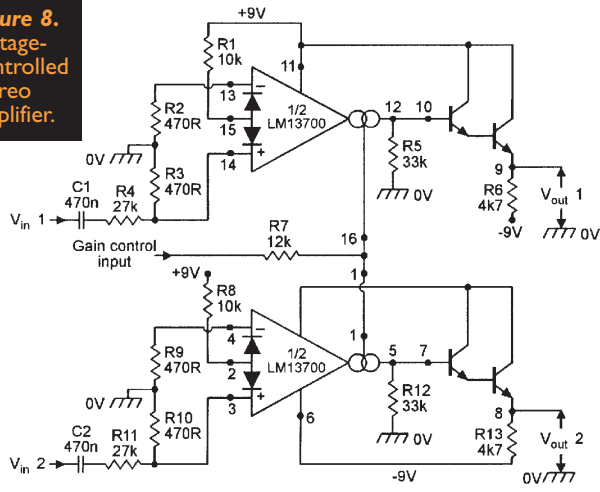 ure 8.
tage-
ntrolled
reo
plifier.
+9V
R1
10k
11
13
15
14
1/2
LM13700
R2
470R
0V
R3
470R
C1
470n
R4
27k
Vin 1
12
10
R5
33k
0V
9
R6
4k7
-9V
Vout 1
0V
Gain control
input
R7
12k
16
1
+9V
R8
10k
4
2
3
1/2
LM13700
1
R9
470R
0V
R10
470R
C2
470n
R11
27k
Vin 2
6
5
7
R12
33k
0V
8
R13
4k7
Vout 2
-9V
0V